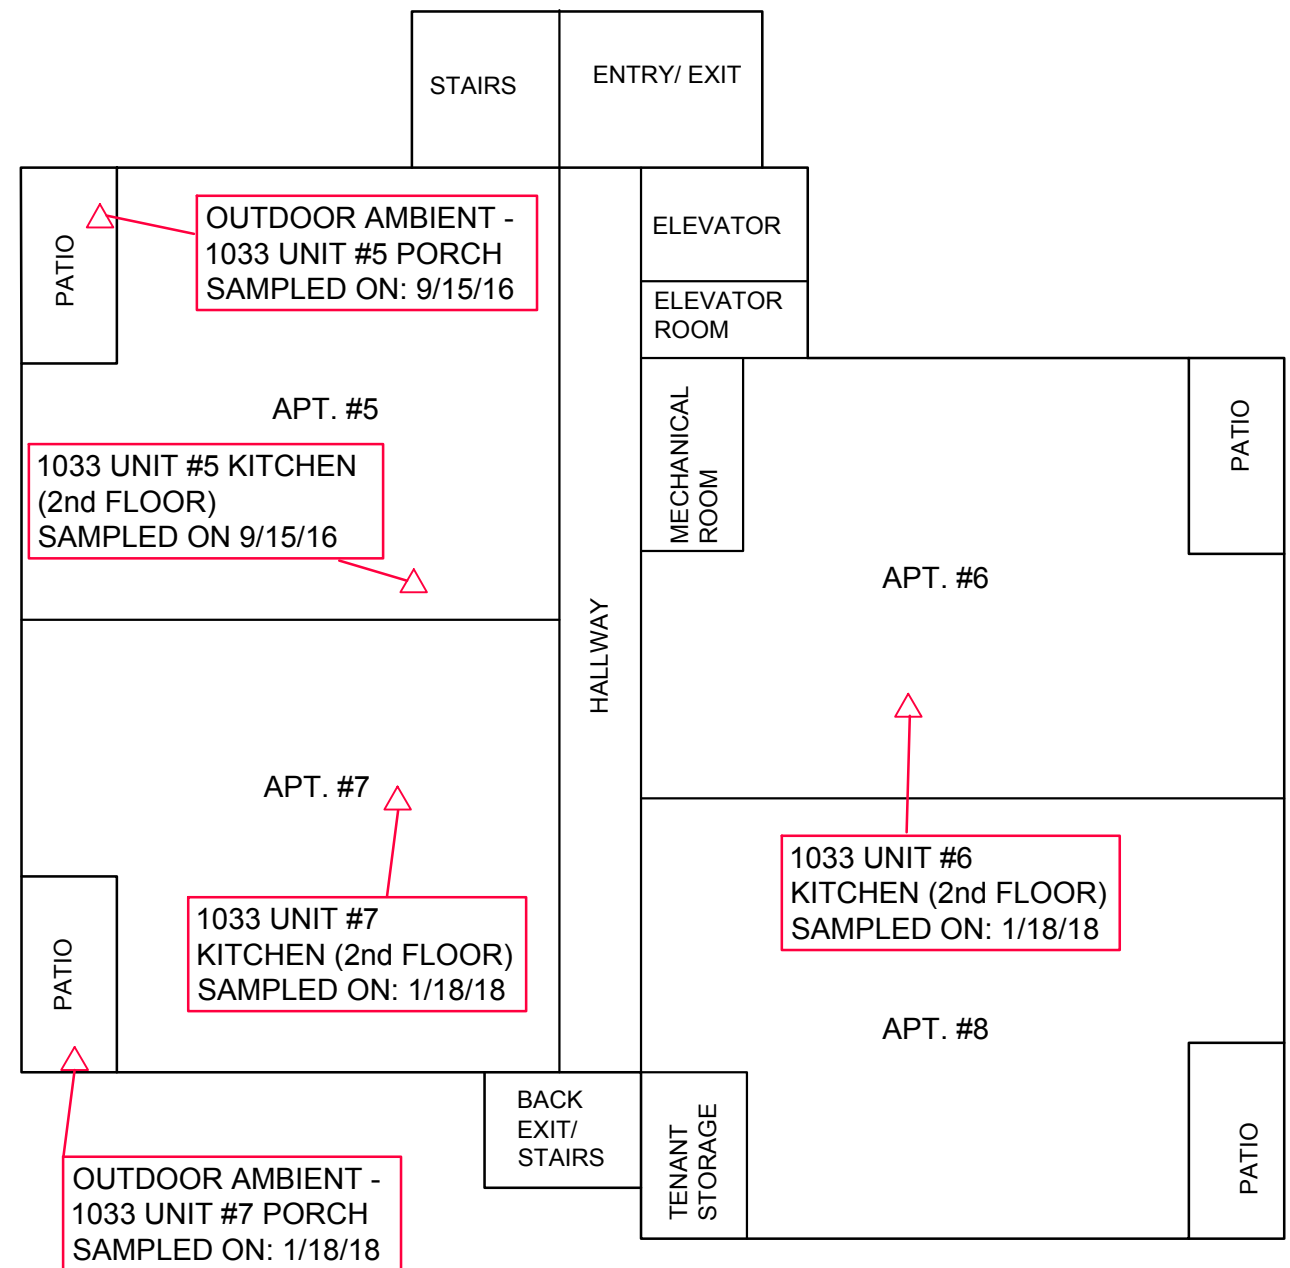 STAIRS
ENTRY/ EXIT
PATIO
OUTDOOR AMBIENT -
1033 UNIT #5 PORCH
SAMPLED ON: 9/15/16
ELEVATOR
ELEVATOR
ROOM
APT. #5
MECHANICAL
ROOM
PATIO
1033 UNIT #5 KITCHEN
(2nd FLOOR)
SAMPLED ON 9/15/16
APT. #6
HALLWAY
APT. #7
1033 UNIT #6
KITCHEN (2nd FLOOR)
SAMPLED ON: 1/18/18
1033 UNIT #7
KITCHEN (2nd FLOOR)
SAMPLED ON: 1/18/18
PATIO
APT. #8
BACK
EXIT/
STAIRS
TENANT
STORAGE
PATIO
OUTDOOR AMBIENT -
1033 UNIT #7 PORCH
SAMPLED ON: 1/18/18